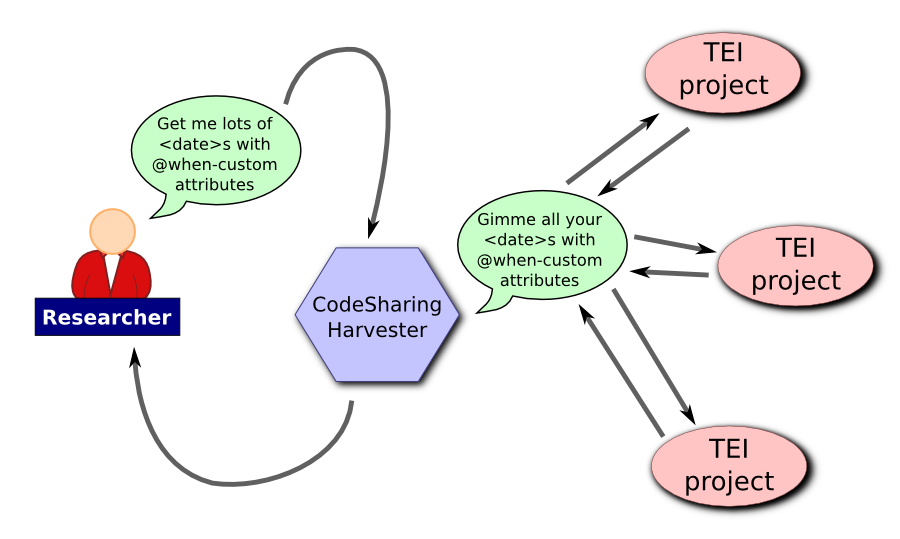 Get me lots of
<date>s with
@when-custom
attributes
Researcher
CodeSharing
Harvester
Gimme all your
<date>s with
@when-custom
attributes
TEI
project
TEI
project
TEI
project